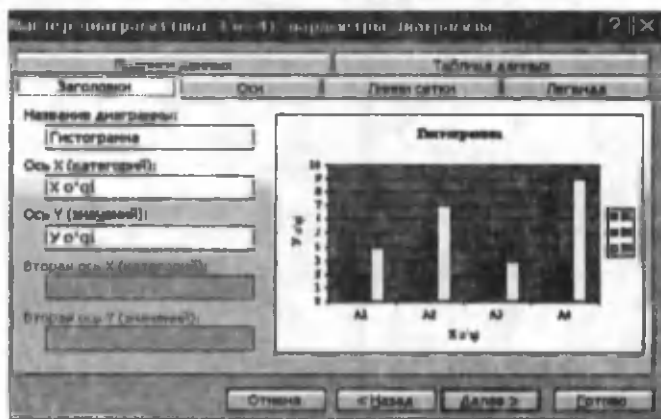 Мастер диаграмм (шаг 3 из 4): параметры диаграммы
Подписи данных
Таблица данных
Заголовки
Оси
Линии сетки
Легенда
Название диаграммы:
Гистограмма
Ось X (категорий):
X o'qi
Ось Y (значений):
У o'qi
Вторая ось X (категорий):
Вторая ось Y (значений):
Гистограмма
У o'qi
A1 A2 A3 A4
X o'qi
Отмена
< Назад
Далее >
Готово